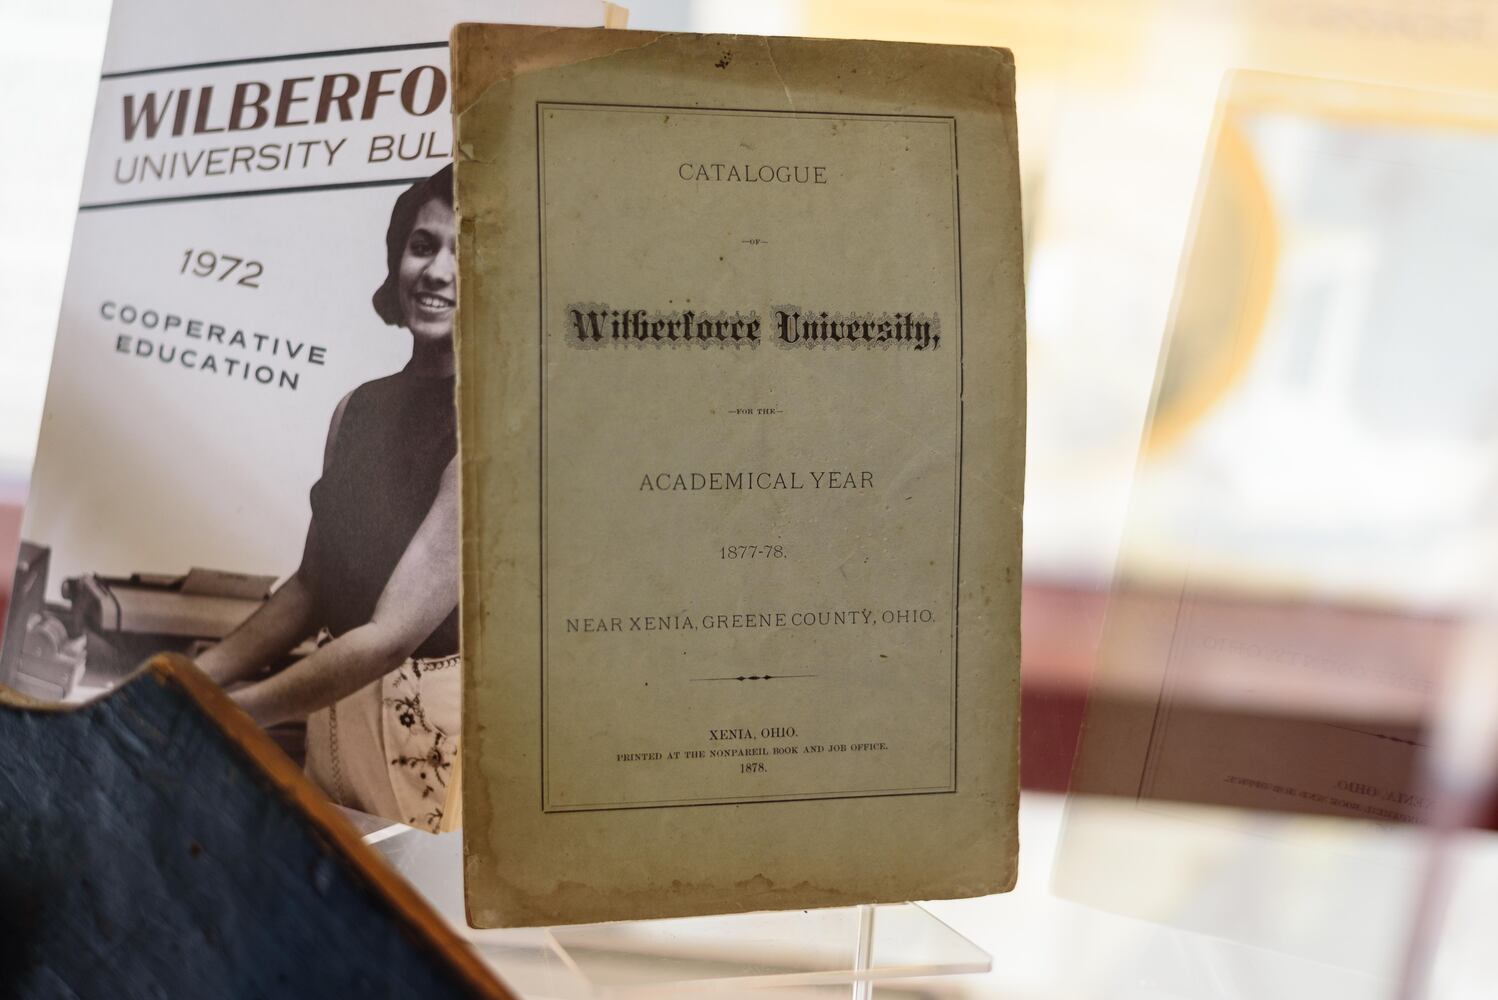 WILBERFO
UNIVERSITY BUL
1972
COOPERATIVE
EDUCATION
CATALOGUE
—OF—
Wilberforce University,
—FOR THE—
ACADEMICAL YEAR
1877-78.
NEAR XENIA, GREENE COUNTY, OHIO.
XENIA, OHIO.
PRINTED AT THE NONPAREIL BOOK AND JOB OFFICE.
1878.